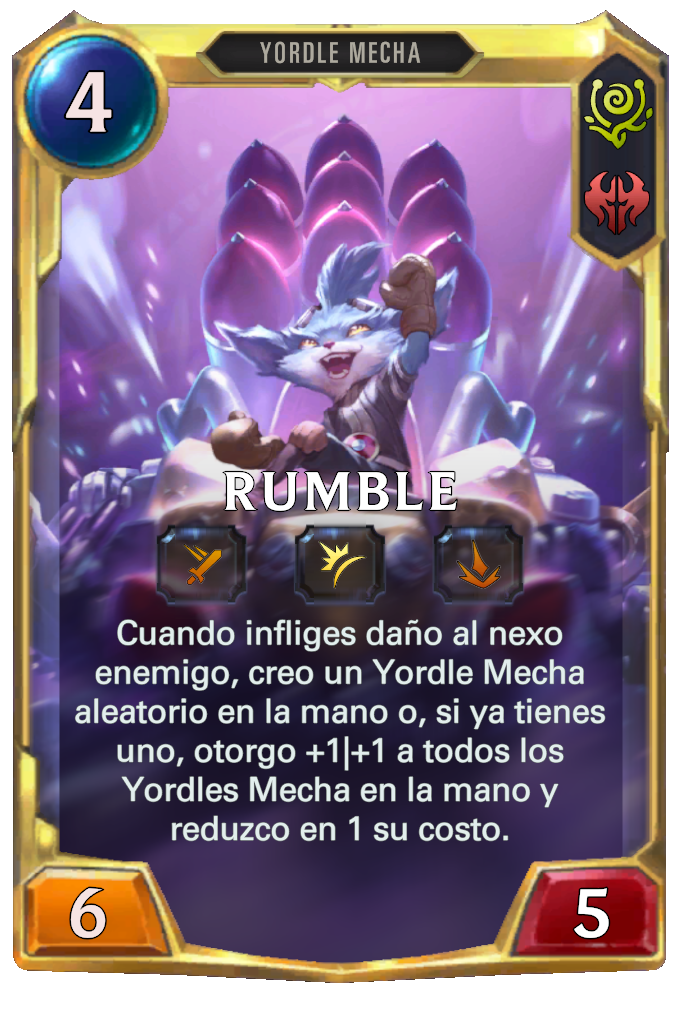 YORDLE MECHA
4
RUMBLE
Cuando infliges daño al nexo
enemigo, creo un Yordle Mecha
aleatorio en la mano o, si ya tienes
uno, otorgo +1|+1 a todos los
Yordles Mecha en la mano y
reduzco en 1 su costo.
6
5